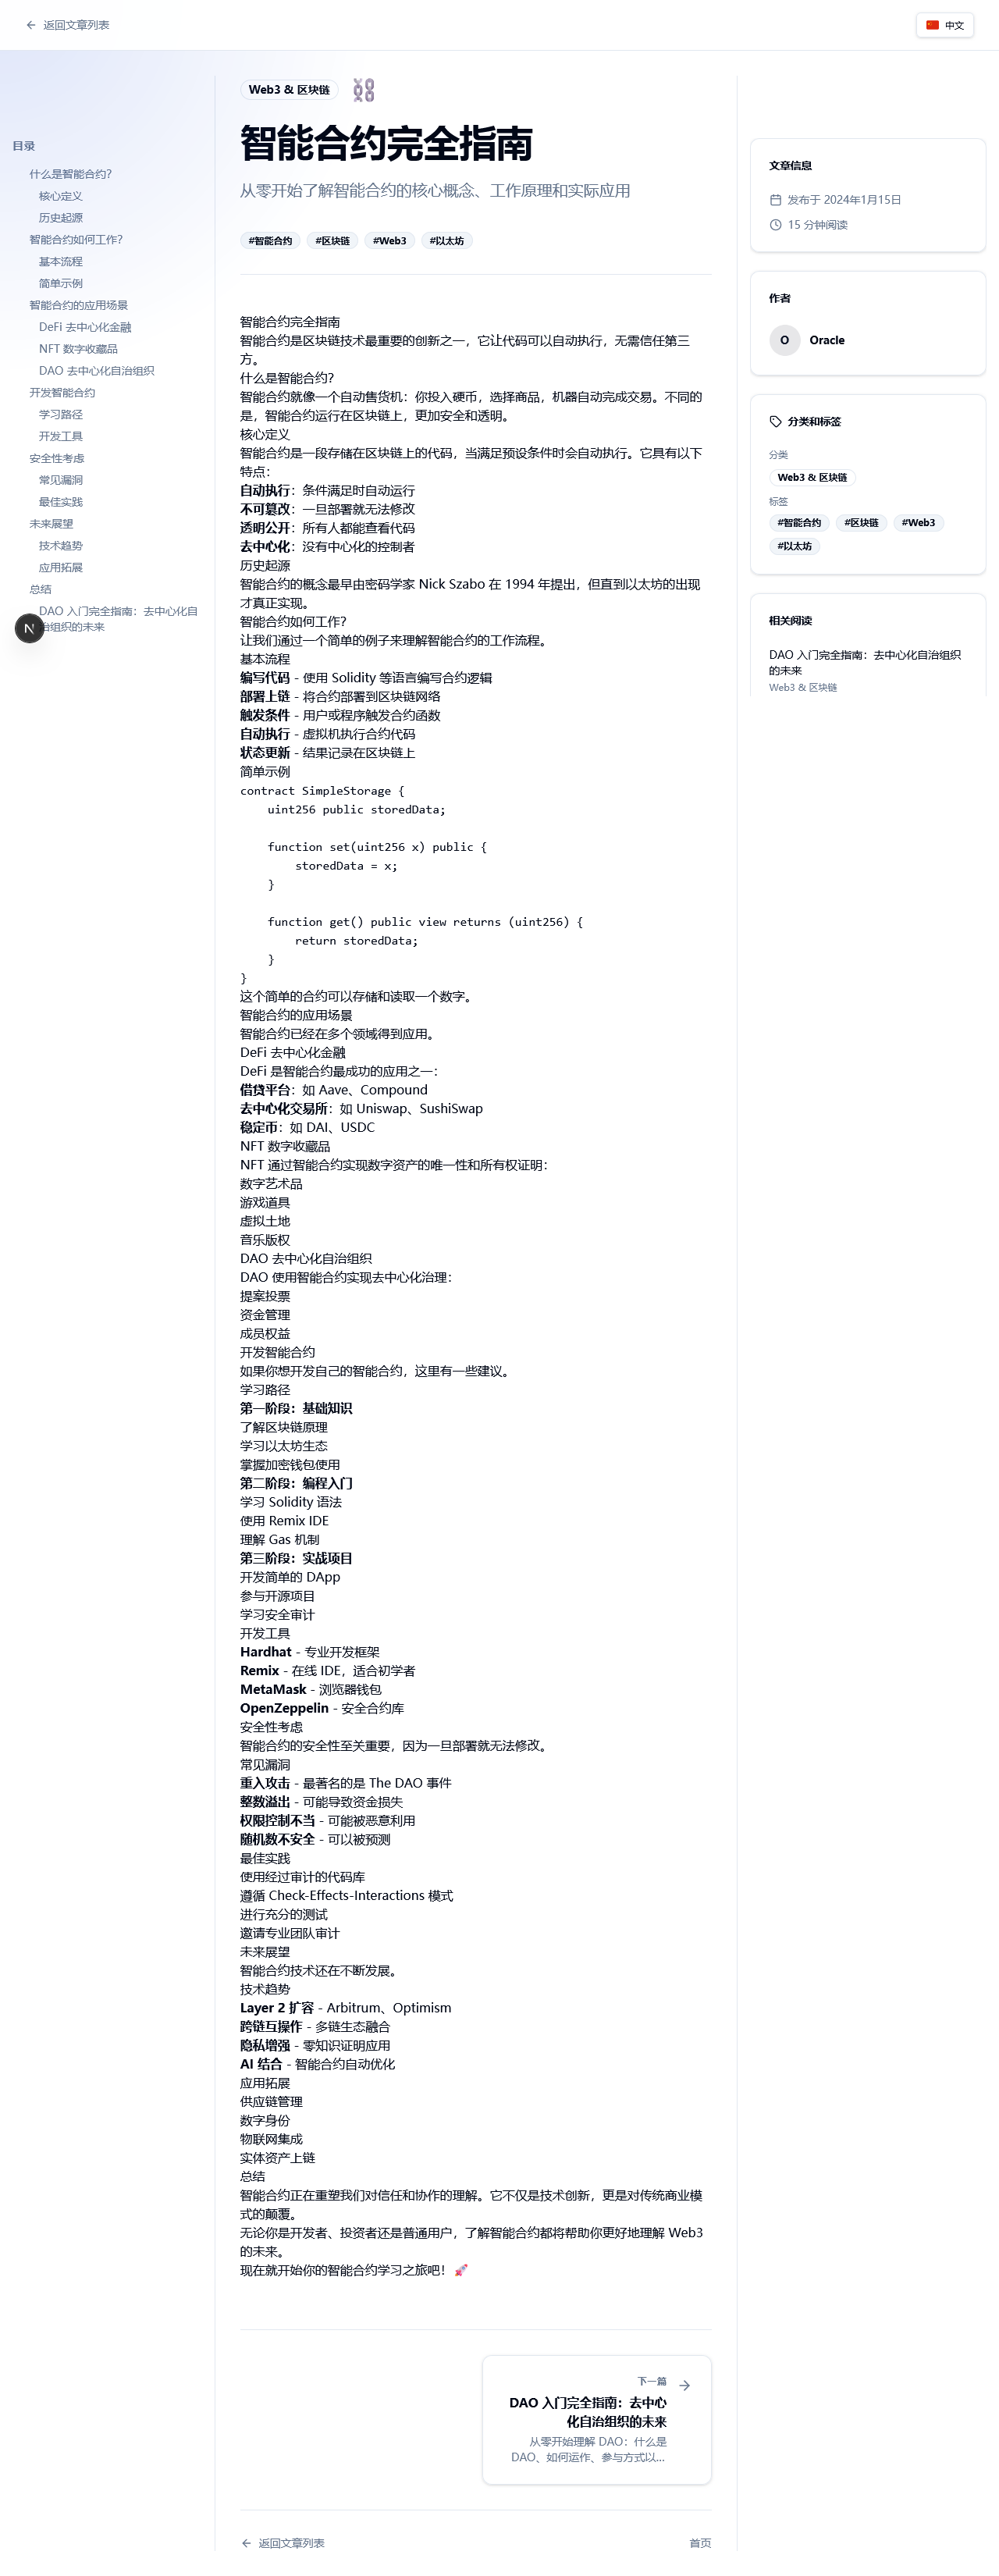 返回文章列表
中文
目录
什么是智能合约？
核心定义
历史起源
智能合约如何工作？
基本流程
简单示例
智能合约的应用场景
DeFi 去中心化金融
NFT 数字收藏品
DAO 去中心化自治组织
开发智能合约
学习路径
开发工具
安全性考虑
常见漏洞
最佳实践
未来展望
技术趋势
应用拓展
总结
DAO 入门完全指南：去中心化自
治组织的未来
N
Web3 & 区块链
智能合约完全指南
从零开始了解智能合约的核心概念、工作原理和实际应用
#智能合约
#区块链
#Web3
#以太坊
智能合约完全指南
智能合约是区块链技术最重要的创新之一，它让代码可以自动执行，无需信任第三
方。
什么是智能合约？
智能合约就像一个自动售货机：你投入硬币，选择商品，机器自动完成交易。不同的
是，智能合约运行在区块链上，更加安全和透明。
核心定义
智能合约是一段存储在区块链上的代码，当满足预设条件时会自动执行。它具有以下
特点：
自动执行：条件满足时自动运行
不可篡改：一旦部署就无法修改
透明公开：所有人都能查看代码
去中心化：没有中心化的控制者
历史起源
智能合约的概念最早由密码学家 Nick Szabo 在 1994 年提出，但直到以太坊的出现
才真正实现。
智能合约如何工作？
让我们通过一个简单的例子来理解智能合约的工作流程。
基本流程
编写代码 - 使用 Solidity 等语言编写合约逻辑
部署上链 - 将合约部署到区块链网络
触发条件 - 用户或程序触发合约函数
自动执行 - 虚拟机执行合约代码
状态更新 - 结果记录在区块链上
简单示例
contract SimpleStorage {
    uint256 public storedData;
    function set(uint256 x) public {
        storedData = x;
    }
    function get() public view returns (uint256) {
        return storedData;
    }
}
这个简单的合约可以存储和读取一个数字。
智能合约的应用场景
智能合约已经在多个领域得到应用。
DeFi 去中心化金融
DeFi 是智能合约最成功的应用之一：
借贷平台：如 Aave、Compound
去中心化交易所：如 Uniswap、SushiSwap
稳定币：如 DAI、USDC
NFT 数字收藏品
NFT 通过智能合约实现数字资产的唯一性和所有权证明：
数字艺术品
游戏道具
虚拟土地
音乐版权
DAO 去中心化自治组织
DAO 使用智能合约实现去中心化治理：
提案投票
资金管理
成员权益
开发智能合约
如果你想开发自己的智能合约，这里有一些建议。
学习路径
第一阶段：基础知识
了解区块链原理
学习以太坊生态
掌握加密钱包使用
第二阶段：编程入门
学习 Solidity 语法
使用 Remix IDE
理解 Gas 机制
第三阶段：实战项目
开发简单的 DApp
参与开源项目
学习安全审计
开发工具
Hardhat - 专业开发框架
Remix - 在线 IDE，适合初学者
MetaMask - 浏览器钱包
OpenZeppelin - 安全合约库
安全性考虑
智能合约的安全性至关重要，因为一旦部署就无法修改。
常见漏洞
重入攻击 - 最著名的是 The DAO 事件
整数溢出 - 可能导致资金损失
权限控制不当 - 可能被恶意利用
随机数不安全 - 可以被预测
最佳实践
使用经过审计的代码库
遵循 Check-Effects-Interactions 模式
进行充分的测试
邀请专业团队审计
未来展望
智能合约技术还在不断发展。
技术趋势
Layer 2 扩容 - Arbitrum、Optimism
跨链互操作 - 多链生态融合
隐私增强 - 零知识证明应用
AI 结合 - 智能合约自动优化
应用拓展
供应链管理
数字身份
物联网集成
实体资产上链
总结
智能合约正在重塑我们对信任和协作的理解。它不仅是技术创新，更是对传统商业模
式的颠覆。
无论你是开发者、投资者还是普通用户，了解智能合约都将帮助你更好地理解 Web3
的未来。
现在就开始你的智能合约学习之旅吧！🚀
下一篇
DAO 入门完全指南：去中心
化自治组织的未来
从零开始理解 DAO：什么是
DAO、如何运作、参与方式以...
返回文章列表
首页
文章信息
发布于 2024年1月15日
15 分钟阅读
作者
O
Oracle
分类和标签
分类
Web3 & 区块链
标签
#智能合约
#区块链
#Web3
#以太坊
相关阅读
DAO 入门完全指南：去中心化自治组织
的未来
Web3 & 区块链